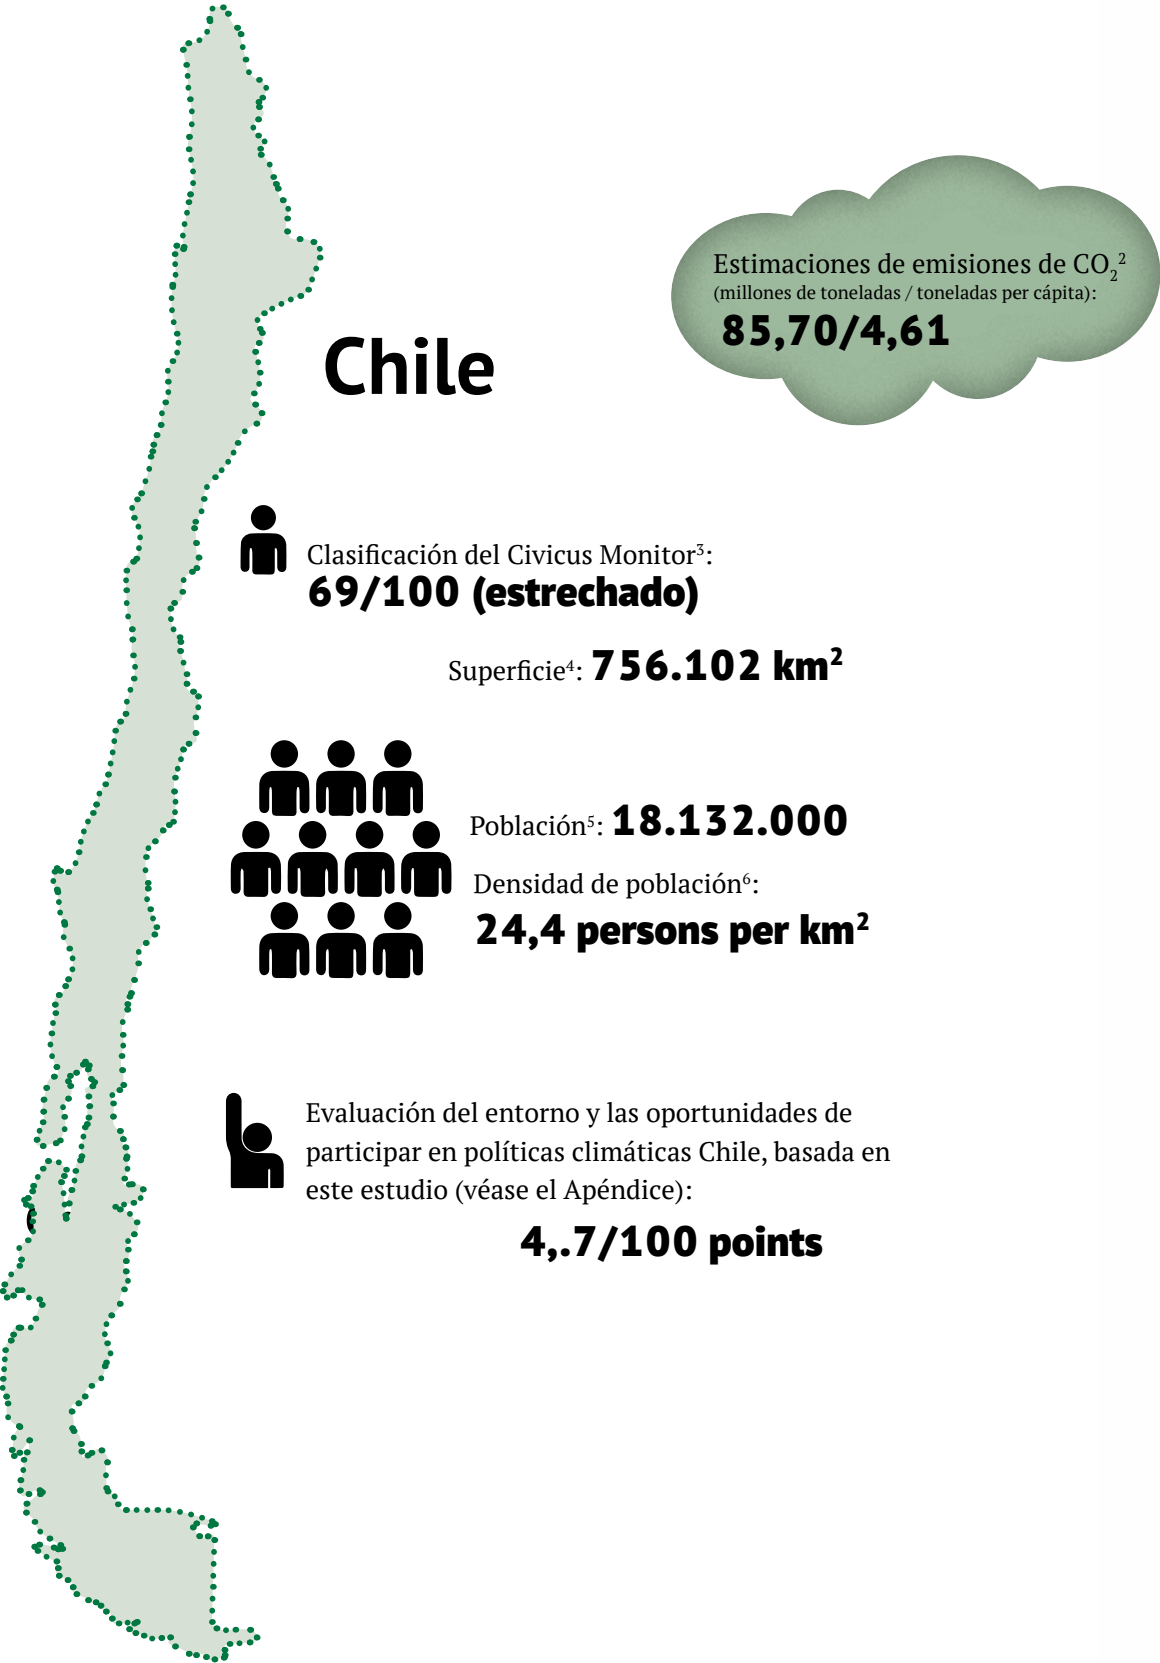 Estimaciones de emisiones de CO₂²
(millones de toneladas / toneladas per cápita):
85,70/4,61
Chile
Clasificación del Civicus Monitor³:
69/100 (estrechado)
Superficie⁴: 756.102 km²
Población⁵: 18.132.000
Densidad de población⁶:
24,4 persons per km²
Evaluación del entorno y las oportunidades de
participar en políticas climáticas Chile, basada en
este estudio (véase el Apéndice):
4,.7/100 points